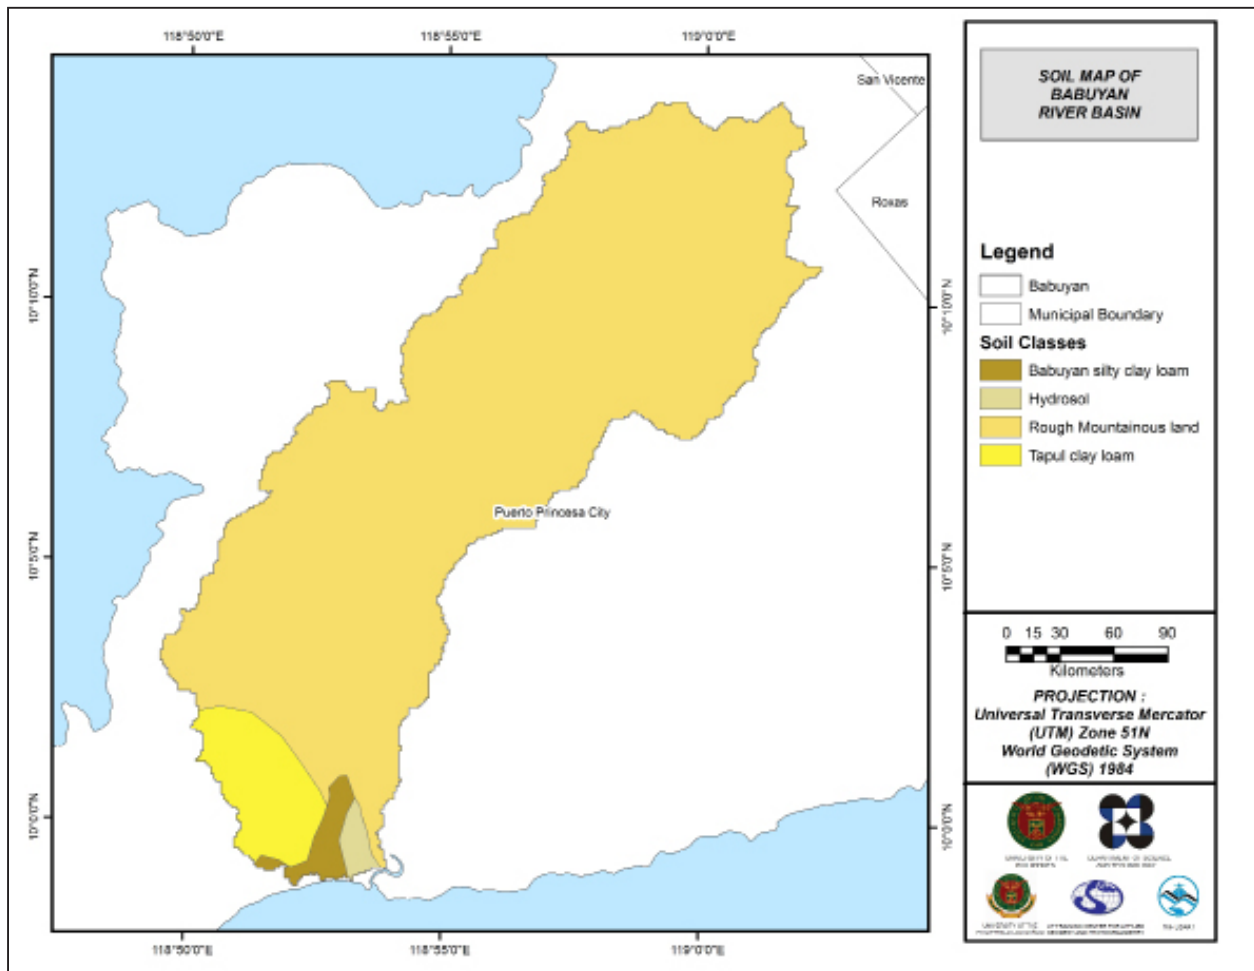 118°50'0"E
118°55'0"E
119°0'0"E
San Vicente
Roxas
10°10'0"N
10°10'0"N
Puerto Princesa City
10°5'0"N
10°5'0"N
10°0'0"N
10°0'0"N
118°50'0"E
118°55'0"E
119°0'0"E
SOIL MAP OF
BABUYAN
RIVER BASIN
Legend
Babuyan
Municipal Boundary
Soil Classes
Babuyan silty clay loam
Hydrosol
Rough Mountainous land
Tapul clay loam
0 15 30 60 90
Kilometers
PROJECTION :
Universal Transverse Mercator
(UTM) Zone 51N
World Geodetic System
(WGS) 1984